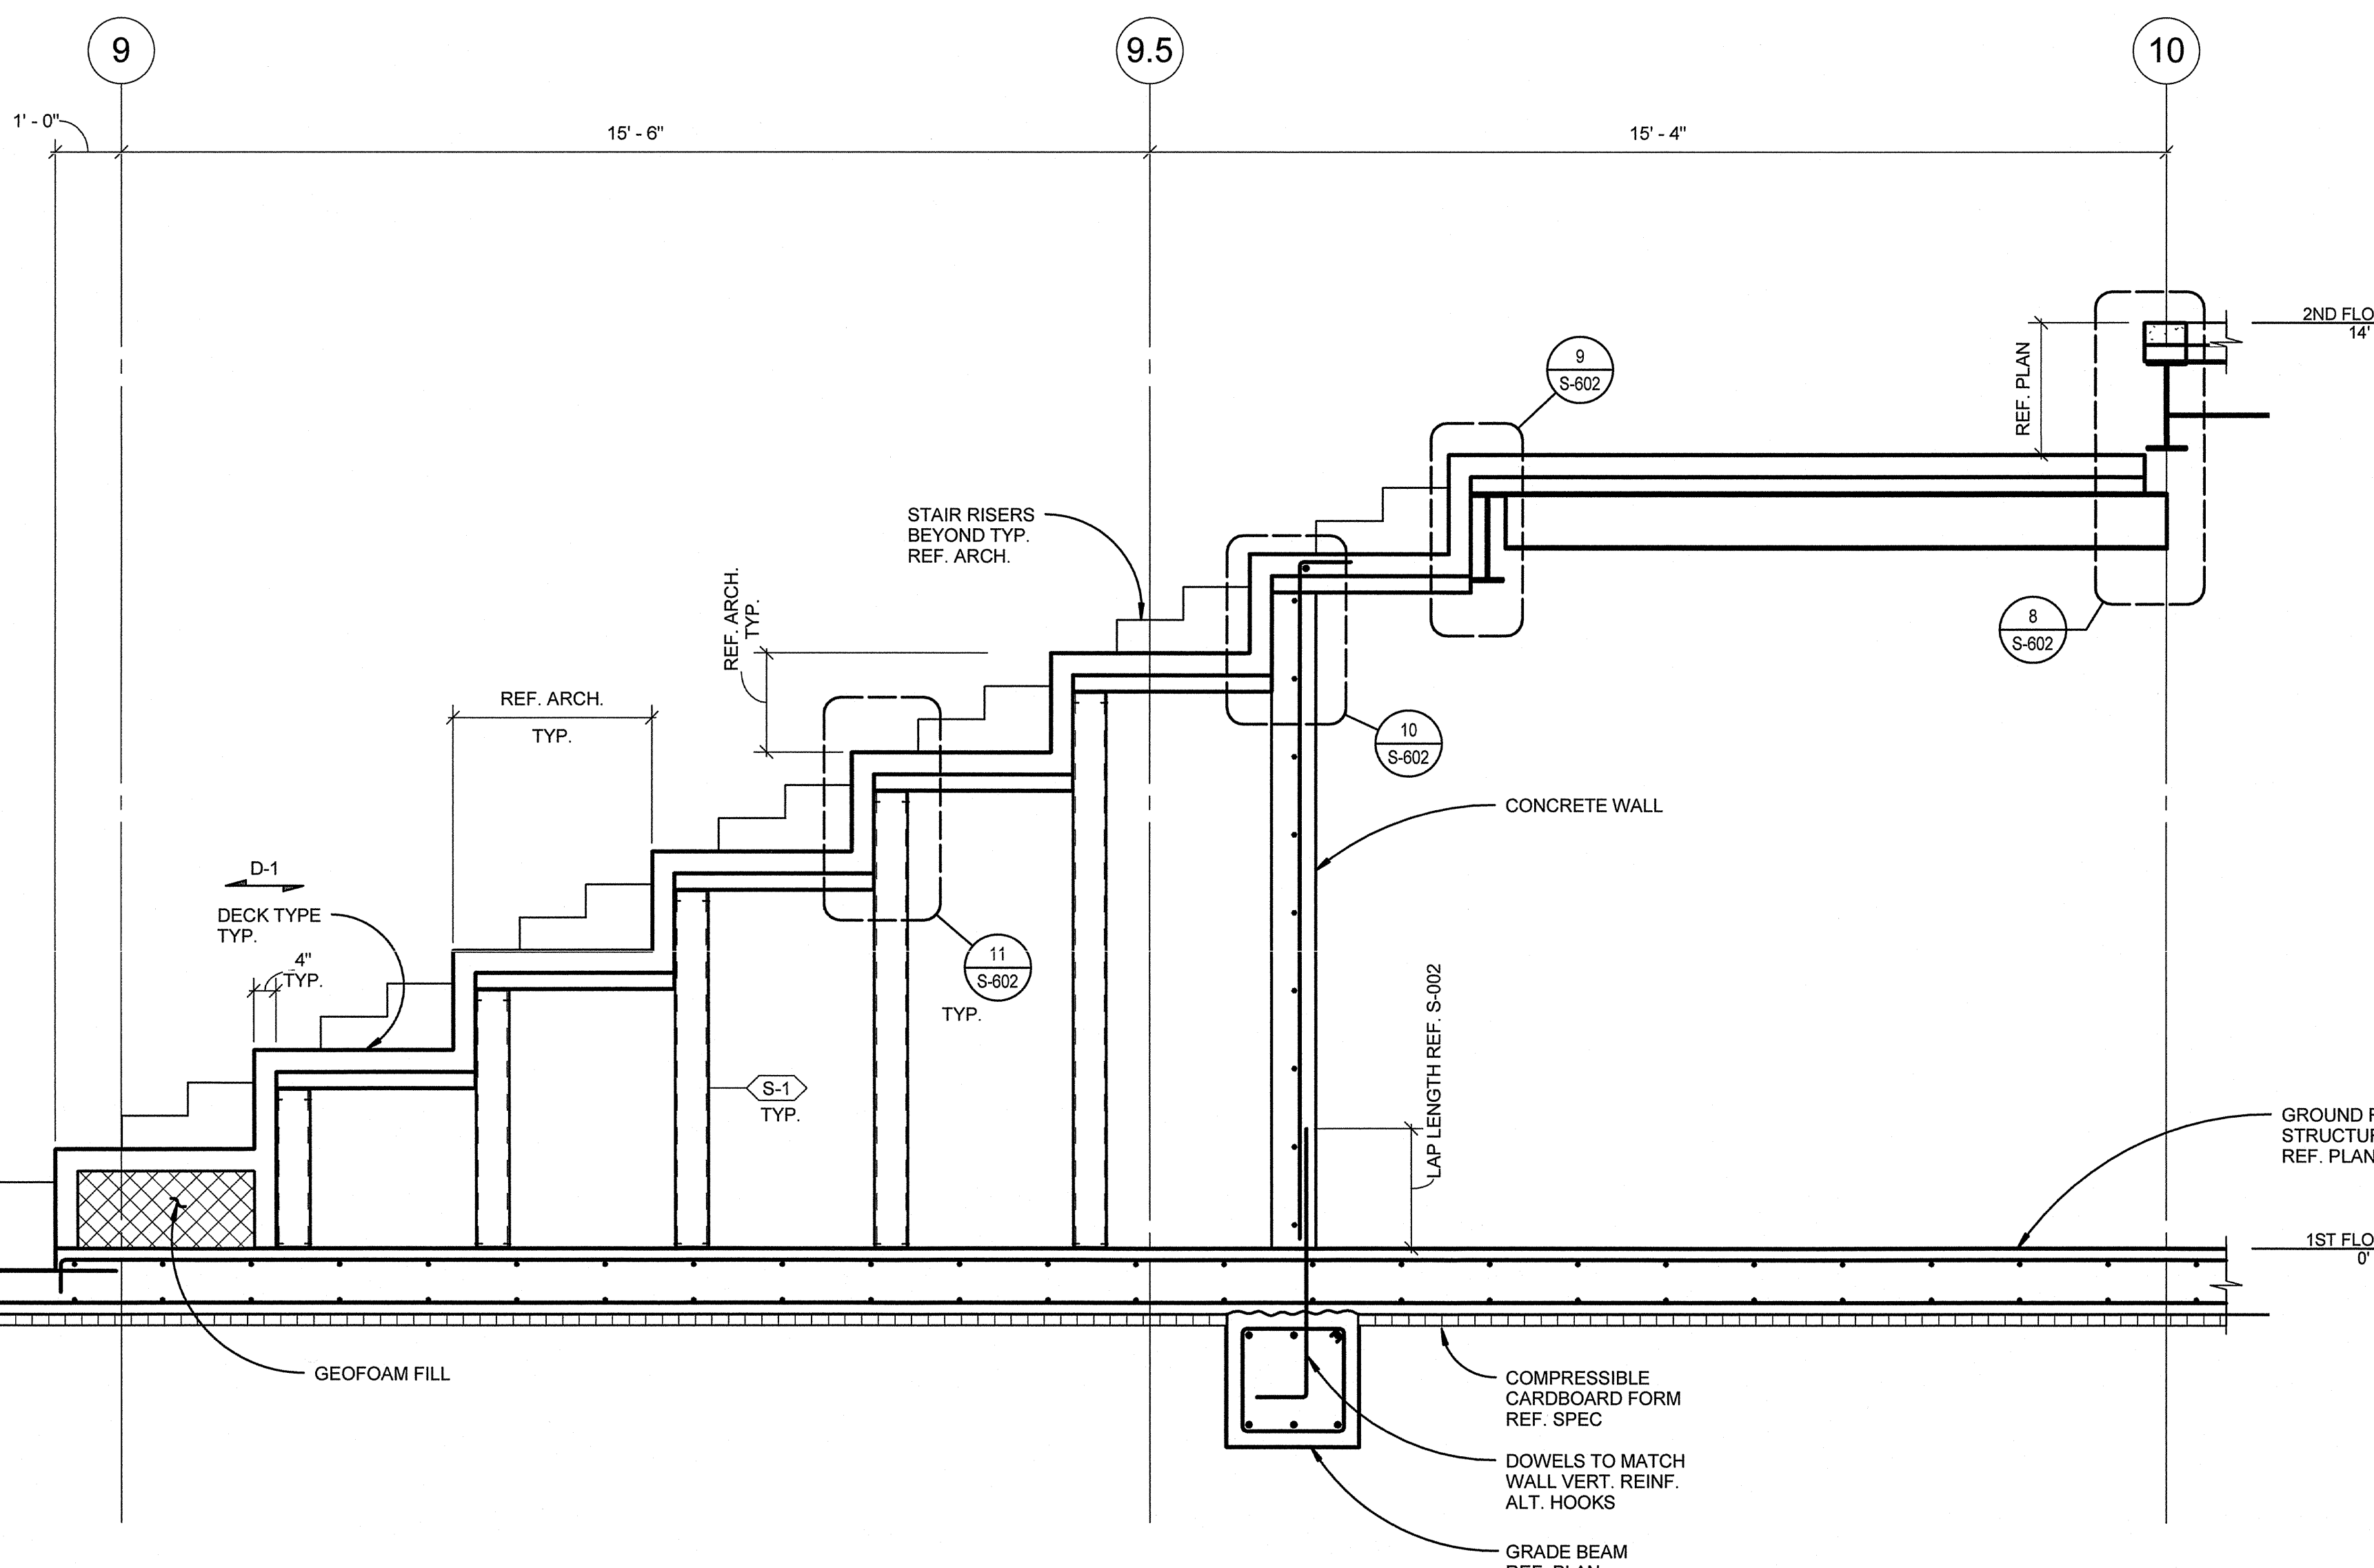 9
9.5
10
1' - 0"
15' - 6"
15' - 4"
2ND FLO
14'
REF. PLAN
9
S-602
STAIR RISERS
BEYOND TYP.
REF. ARCH.
REF. ARCH.
TYP.
8
S-602
REF. ARCH.
TYP.
10
S-602
CONCRETE WALL
D-1
DECK TYPE
TYP.
4"
TYP.
11
S-602
TYP.
LAP LENGTH REF. S-002
S-1
TYP.
GROUND F
STRUCTUR
REF. PLAN
1ST FLO
0'
GEOFOAM FILL
COMPRESSIBLE
CARDBOARD FORM
REF. SPEC
DOWELS TO MATCH
WALL VERT. REINF.
ALT. HOOKS
GRADE BEAM
REF. PLAN